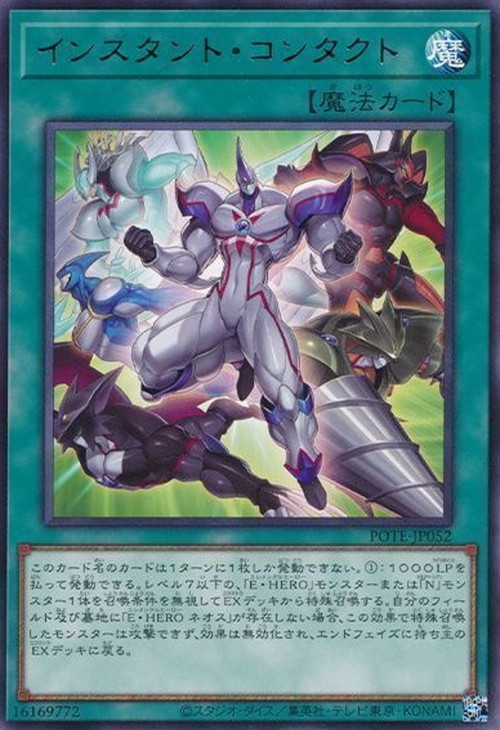 インスタント・コンタクト
魔
【魔法カード】
POTE-JP052
このカード名のカードは1ターンに1枚しか発動できない。①:1000LPを
払って発動できる。レベル7以下の、「E・HERO」モンスターまたは「N」モン
スター1体を召喚条件を無視してEXデッキから特殊召喚する。自分のフィー
ルド及び墓地に「E・HERO ネオス」が存在しない場合、この効果で特殊召喚
したモンスターは攻撃できず、効果は無効化され、エンドフェイズに持ち主の
EXデッキに戻る。
16169772
©スタジオ・ダイス/集英社・テレビ東京・KONAMI